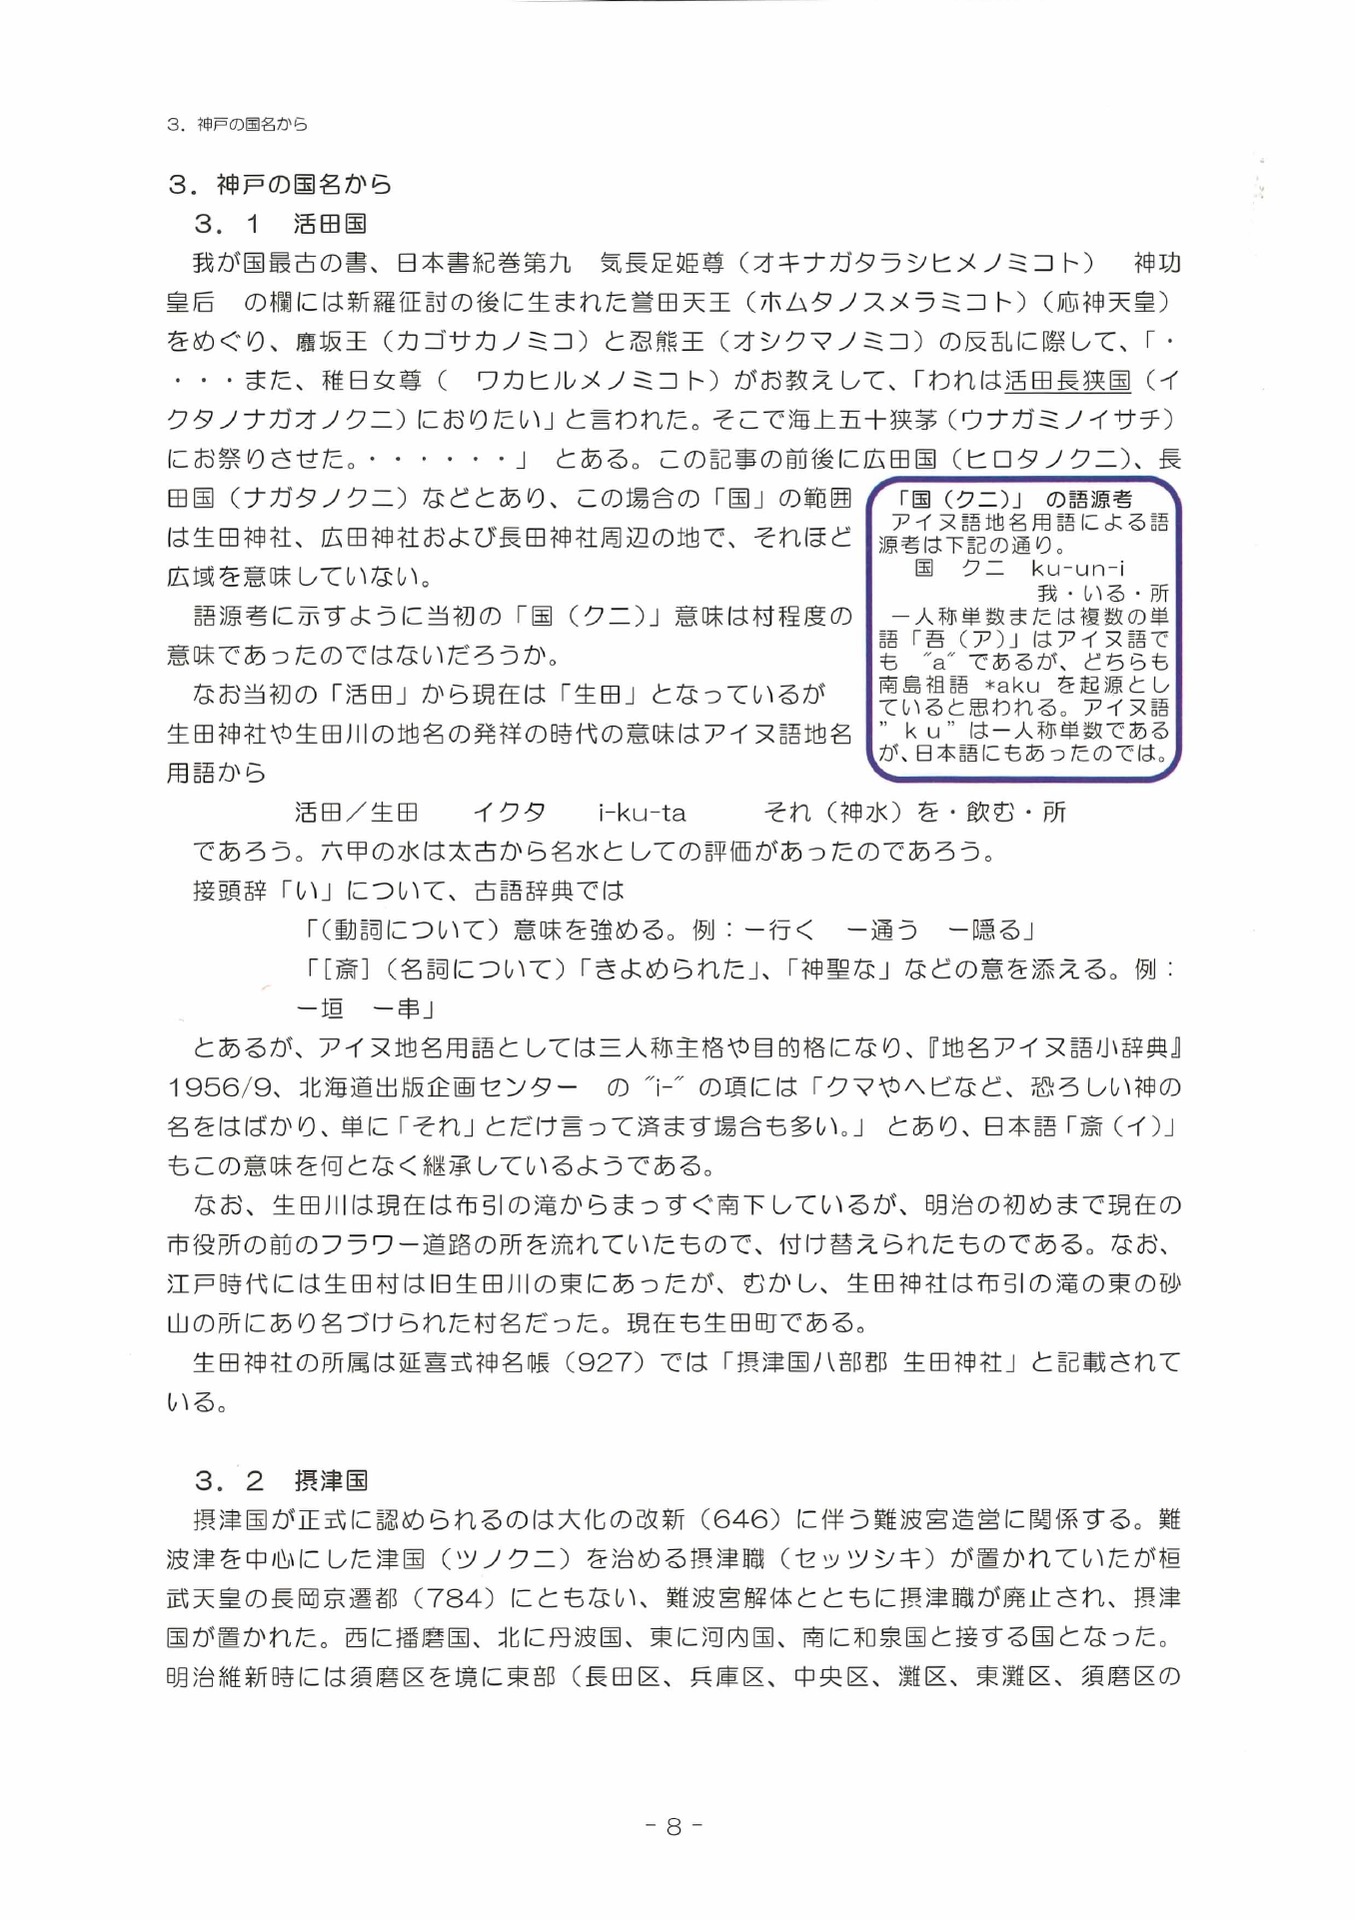 3．神戸の国名から
3．神戸の国名から
3．1　活田国
我が国最古の書、日本書紀巻第九　気長足姫尊（オキナガタラシヒメノミコト）　神功
皇后　の欄には新羅征討の後に生まれた誉田天王（ホムタノスメラミコト）（応神天皇）
をめぐり、麛坂王（カゴサカノミコ）と忍熊王（オシクマノミコ）の反乱に際して、「・
・・・また、稚日女尊（　ワカヒルメノミコト）がお教えして、「われは活田長狭国（イ
クタノナガオノクニ）におりたい」と言われた。そこで海上五十狭茅（ウナガミノイサチ）
にお祭りさせた。・・・・・・」　とある。この記事の前後に広田国（ヒロタノクニ）、長
田国（ナガタノクニ）などとあり、この場合の「国」の範囲
は生田神社、広田神社および長田神社周辺の地で、それほど
広域を意味していない。
語源考に示すように当初の「国（クニ）」意味は村程度の
意味であったのではないだろうか。
なお当初の「活田」から現在は「生田」となっているが
生田神社や生田川の地名の発祥の時代の意味はアイヌ語地名
用語から
「国（クニ）」　の語源考
アイヌ語地名用語による語
源考は下記の通り。
国　クニ　ku-un-i
我・いる・所
一人称単数または複数の単
語「吾（ア）」はアイヌ語で
も　"a" であるが、どちらも
南島祖語 *aku を起源とし
ていると思われる。アイヌ語
"ｋｕ" は一人称単数である
が、日本語にもあったのでは。
活田／生田　　イクタ　　i-ku-ta　　　それ（神水）を・飲む・所
であろう。六甲の水は太古から名水としての評価があったのであろう。
接頭辞「い」について、古語辞典では
「（動詞について）意味を強める。例：ー行く　ー通う　ー隠る」
「［斎］（名詞について）「きよめられた」、「神聖な」などの意を添える。例：
ー垣　ー串」
とあるが、アイヌ地名用語としては三人称主格や目的格になり、『地名アイヌ語小辞典』
1956/9、北海道出版企画センター　の "i-" の項には「クマやヘビなど、恐ろしい神の
名をはばかり、単に「それ」とだけ言って済ます場合も多い。」 とあり、日本語「斎（イ）」
もこの意味を何となく継承しているようである。
なお、生田川は現在は布引の滝からまっすぐ南下しているが、明治の初めまで現在の
市役所の前のフラワー道路の所を流れていたもので、付け替えられたものである。なお、
江戸時代には生田村は旧生田川の東にあったが、むかし、生田神社は布引の滝の東の砂
山の所にあり名づけられた村名だった。現在も生田町である。
生田神社の所属は延喜式神名帳（927）では「摂津国八部郡 生田神社」と記載されて
いる。
3．2　摂津国
摂津国が正式に認められるのは大化の改新（646）に伴う難波宮造営に関係する。難
波津を中心にした津国（ツノクニ）を治める摂津職（セッツシキ）が置かれていたが桓
武天皇の長岡京遷都（784）にともない、難波宮解体とともに摂津職が廃止され、摂津
国が置かれた。西に播磨国、北に丹波国、東に河内国、南に和泉国と接する国となった。
明治維新時には須磨区を境に東部（長田区、兵庫区、中央区、灘区、東灘区、須磨区の
- 8 -